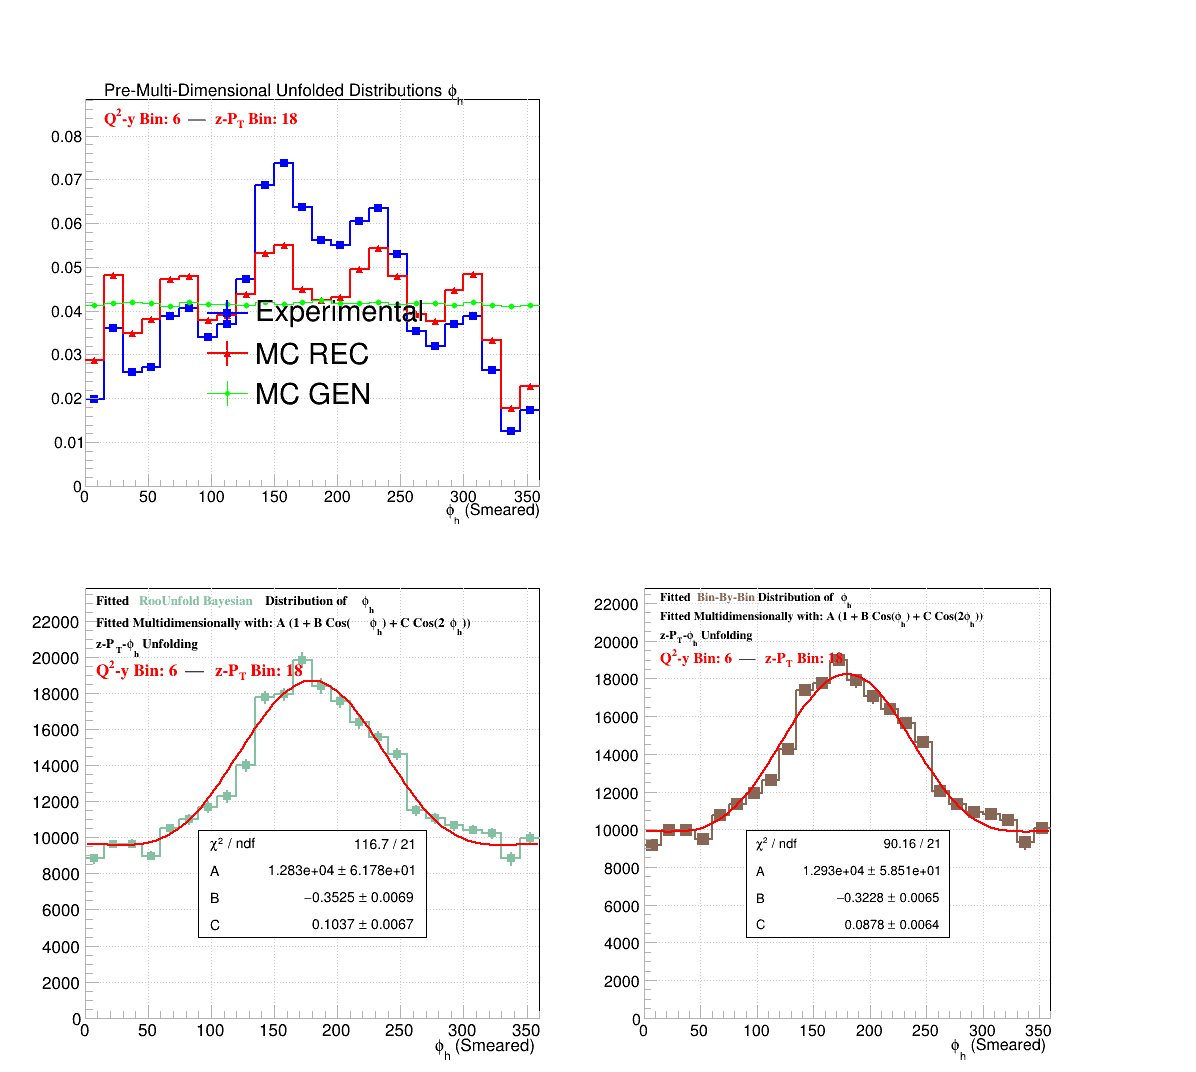 Pre-Multi-Dimensional Unfolded Distributions ϕh
Q2-y Bin: 6 — z-PT Bin: 18
0.08
0.07
0.06
0.05
0.04
0.03
0.02
0.01
0
Experimental
MC REC
MC GEN
0 50 100 150 200 250 300 350
ϕh (Smeared)
Fitted RooUnfold Bayesian Distribution of ϕh
Fitted Multidimensionally with: A (1 + B Cos( ϕh) + C Cos(2 ϕh))
z-PT-ϕh Unfolding
Q2-y Bin: 6 — z-PT Bin: 18
22000
20000
18000
16000
14000
12000
10000
8000
6000
4000
2000
0
χ2 / ndf 116.7 / 21
A 1.283e+04 ± 6.178e+01
B −0.3525 ± 0.0069
C 0.1037 ± 0.0067
0 50 100 150 200 250 300 350
ϕh (Smeared)
Fitted Bin-By-Bin Distribution of ϕh
Fitted Multidimensionally with: A (1 + B Cos(ϕh) + C Cos(2ϕh))
z-PT-ϕh Unfolding
Q2-y Bin: 6 — z-PT Bin: 18
22000
20000
18000
16000
14000
12000
10000
8000
6000
4000
2000
0
χ2 / ndf 90.16 / 21
A 1.293e+04 ± 5.851e+01
B −0.3228 ± 0.0065
C 0.0878 ± 0.0064
0 50 100 150 200 250 300 350
ϕh (Smeared)